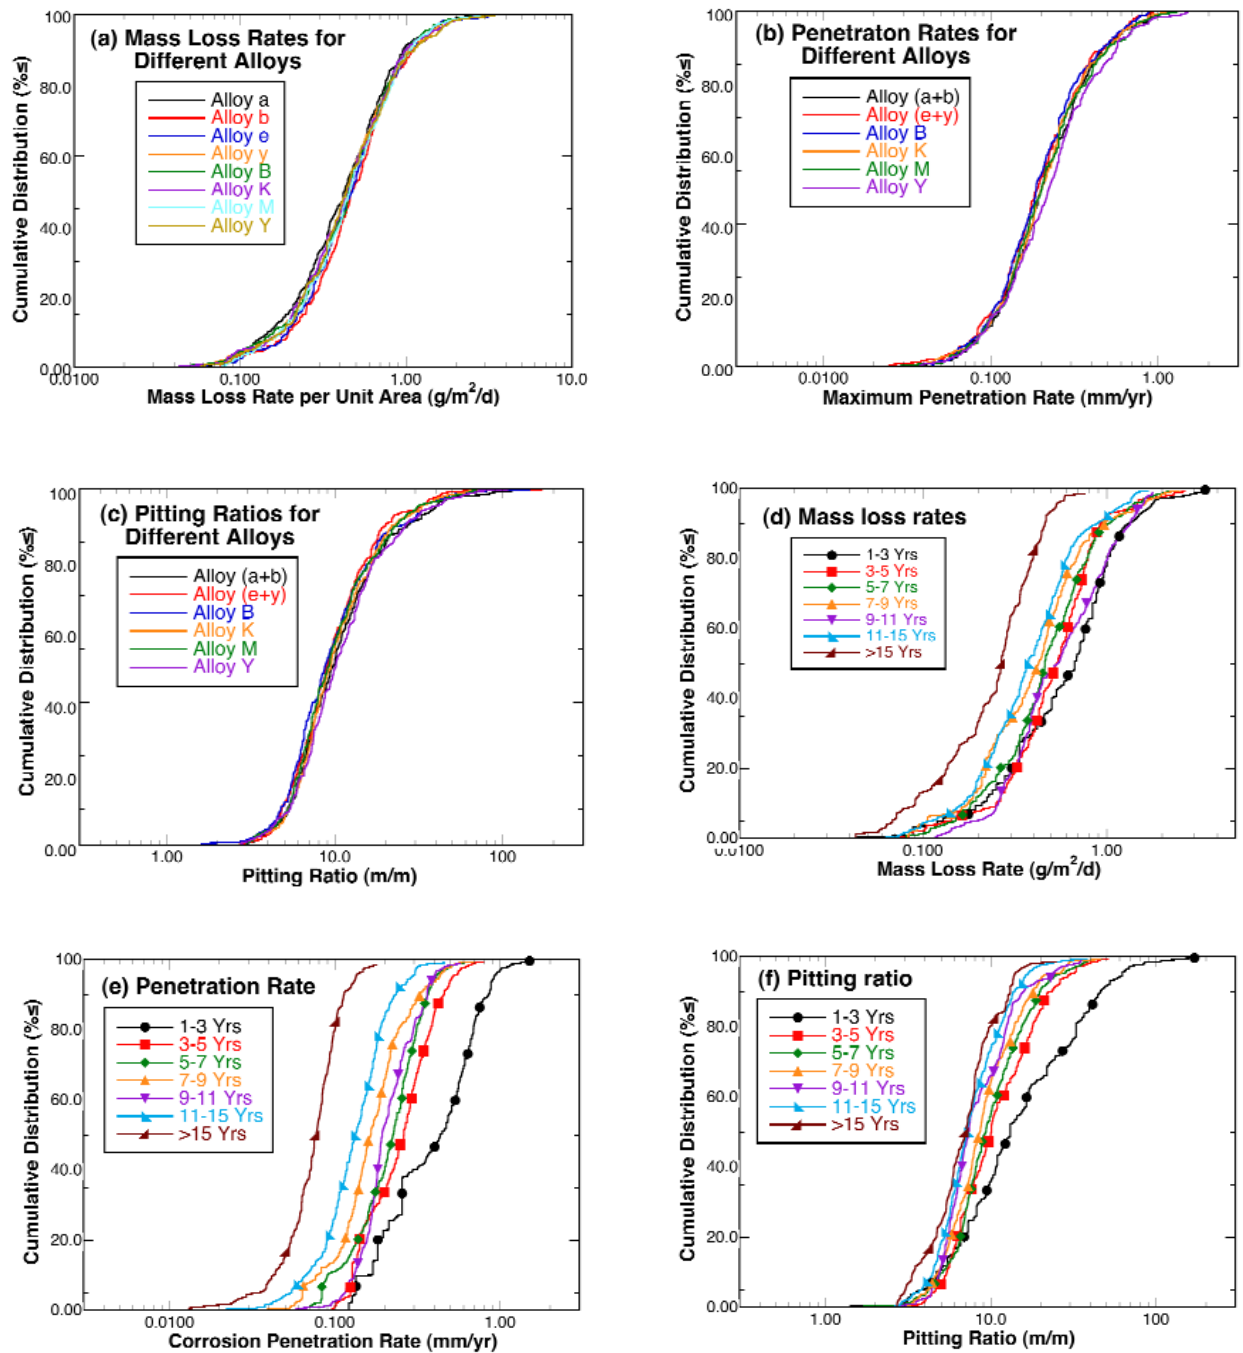 (a) Mass Loss Rates for
Different Alloys
Alloy a
Alloy b
Alloy e
Alloy y
Alloy B
Alloy K
Alloy M
Alloy Y
Cumulative Distribution (%≤)
100
80.0
60.0
40.0
20.0
0.00
0.0100
0.100
1.00
10.0
Mass Loss Rate per Unit Area (g/m²/d)
(b) Penetraton Rates for
Different Alloys
Alloy (a+b)
Alloy (e+y)
Alloy B
Alloy K
Alloy M
Alloy Y
Cumulative Distribution (%≤)
100
80.0
60.0
40.0
20.0
0.00
0.0100
0.100
1.00
Maximum Penetration Rate (mm/yr)
(c) Pitting Ratios for
Different Alloys
Alloy (a+b)
Alloy (e+y)
Alloy B
Alloy K
Alloy M
Alloy Y
Cumulative Distribution (%≤)
100
80.0
60.0
40.0
20.0
0.00
1.00
10.0
100
Pitting Ratio (m/m)
(d) Mass loss rates
1-3 Yrs
3-5 Yrs
5-7 Yrs
7-9 Yrs
9-11 Yrs
11-15 Yrs
>15 Yrs
Cumulative Distribution (%≤)
100
80.0
60.0
40.0
20.0
0.00
0.0100
0.100
1.00
Mass Loss Rate (g/m²/d)
(e) Penetration Rate
1-3 Yrs
3-5 Yrs
5-7 Yrs
7-9 Yrs
9-11 Yrs
11-15 Yrs
>15 Yrs
Cumulative Distribution (%≤)
100
80.0
60.0
40.0
20.0
0.00
0.0100
0.100
1.00
Corrosion Penetration Rate (mm/yr)
(f) Pitting ratio
1-3 Yrs
3-5 Yrs
5-7 Yrs
7-9 Yrs
9-11 Yrs
11-15 Yrs
>15 Yrs
Cumulative Distribution (%≤)
100
80.0
60.0
40.0
20.0
0.00
1.00
10.0
100
Pitting Ratio (m/m)